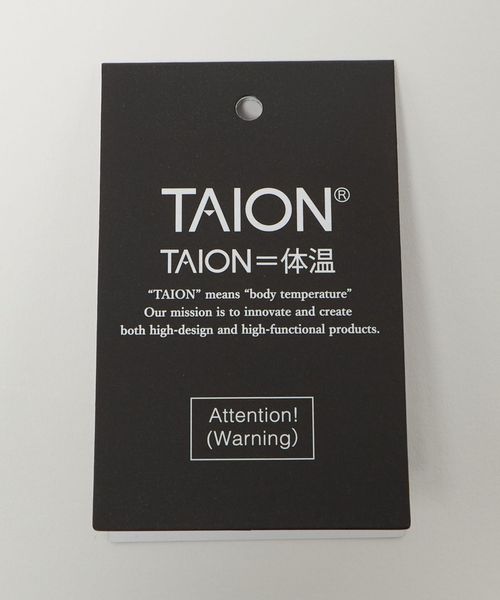 TAION®
TAION＝体温
“TAION” means “body temperature”
Our mission is to innovate and create
both high-design and high-functional products.
Attention!
(Warning)